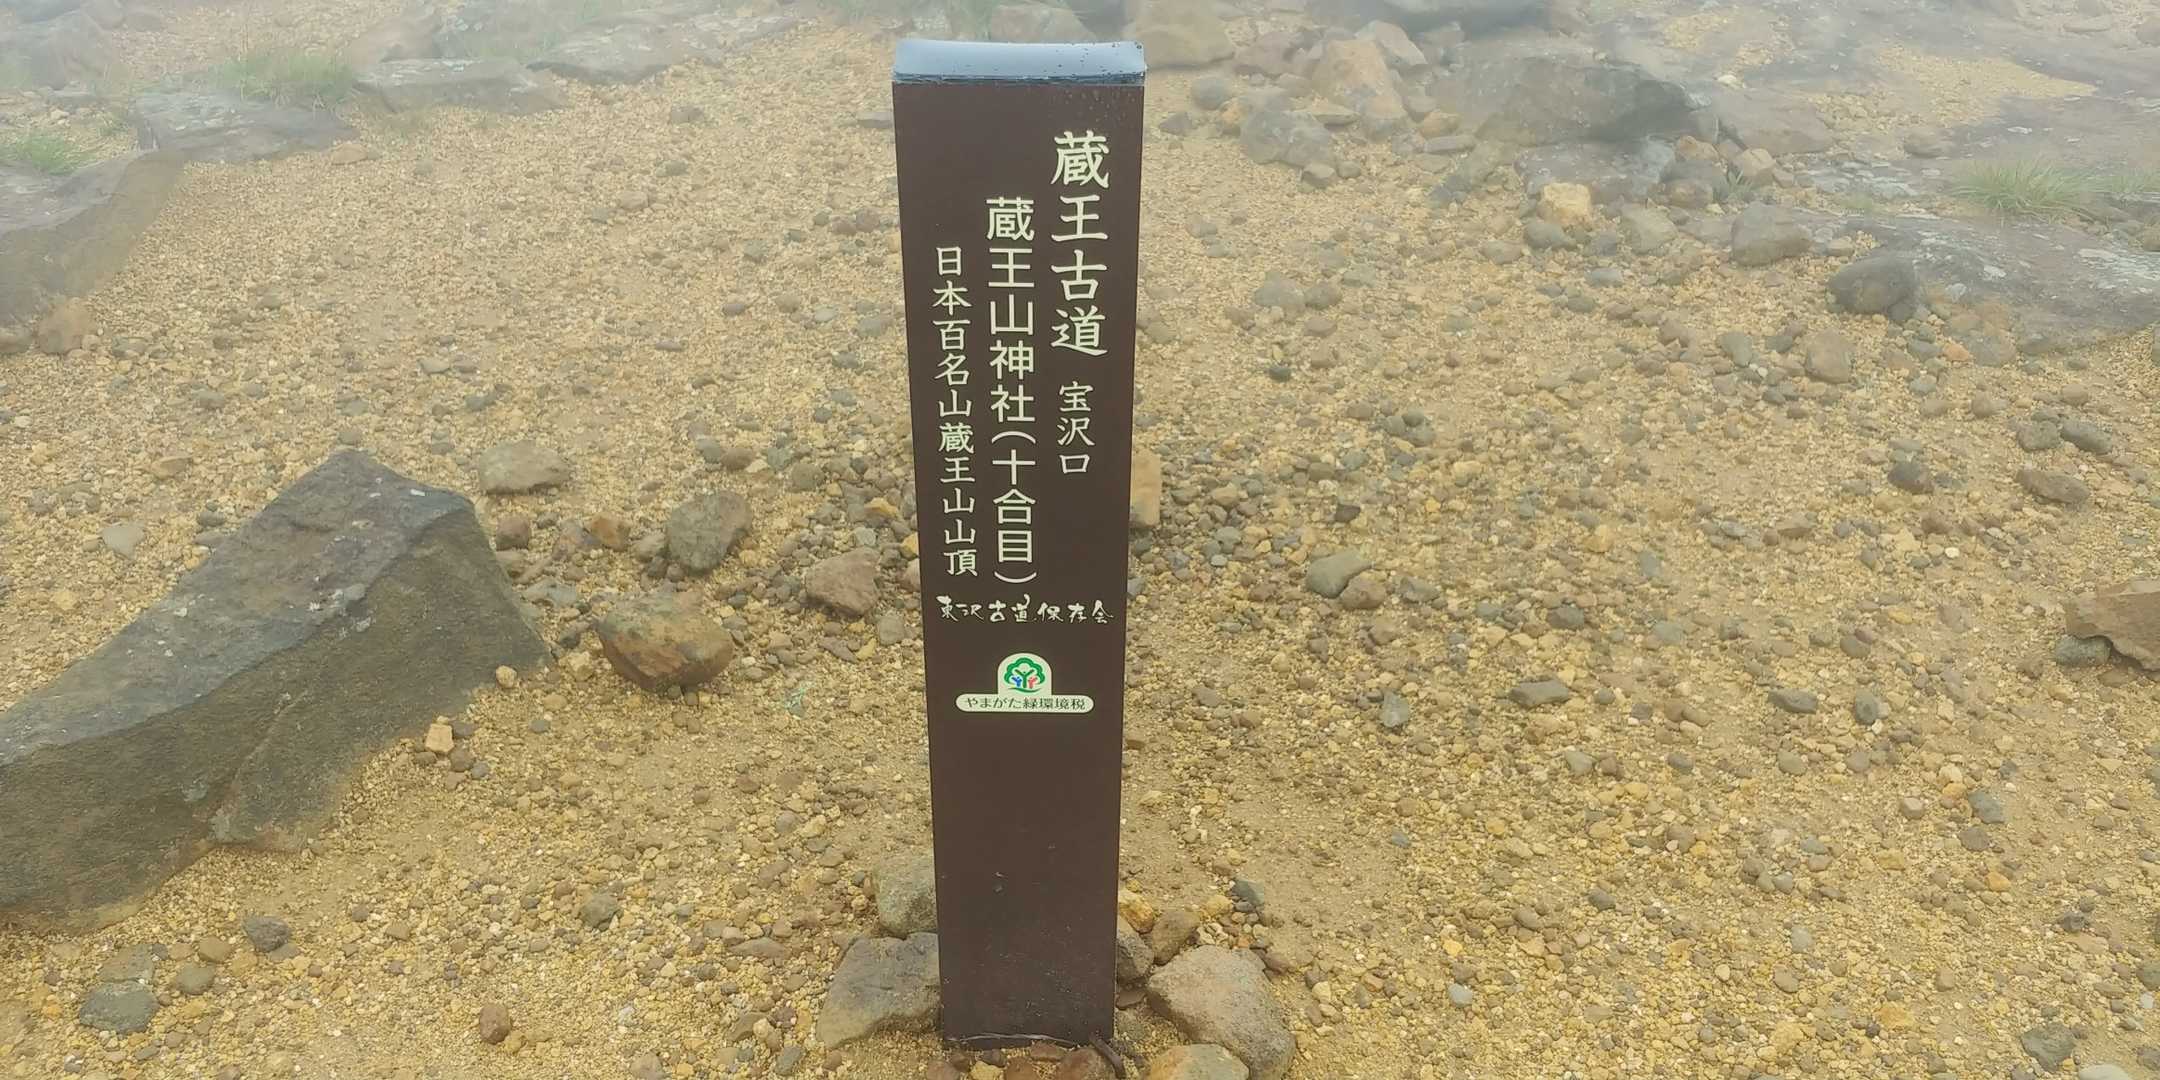 蔵王古道 宝沢口
蔵王山神社(十合目)
日本百名山蔵王山山頂
東沢古道保存会
やまがた緑環境税